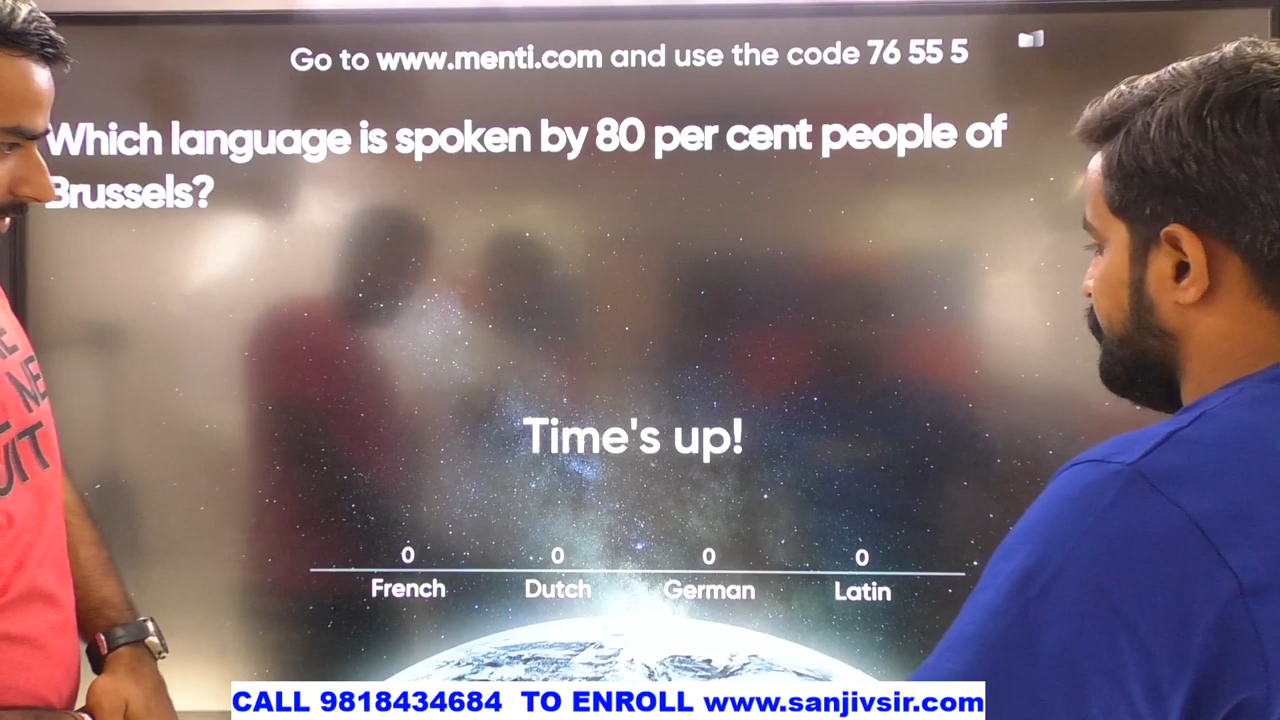 Go to www.menti.com and use the code 76 55 5
Which language is spoken by 80 per cent people of
Brussels?
Time's up!
0 0 0 0
French Dutch German Latin
NE
UIT
CALL 9818434684 TO ENROLL www.sanjivsir.com